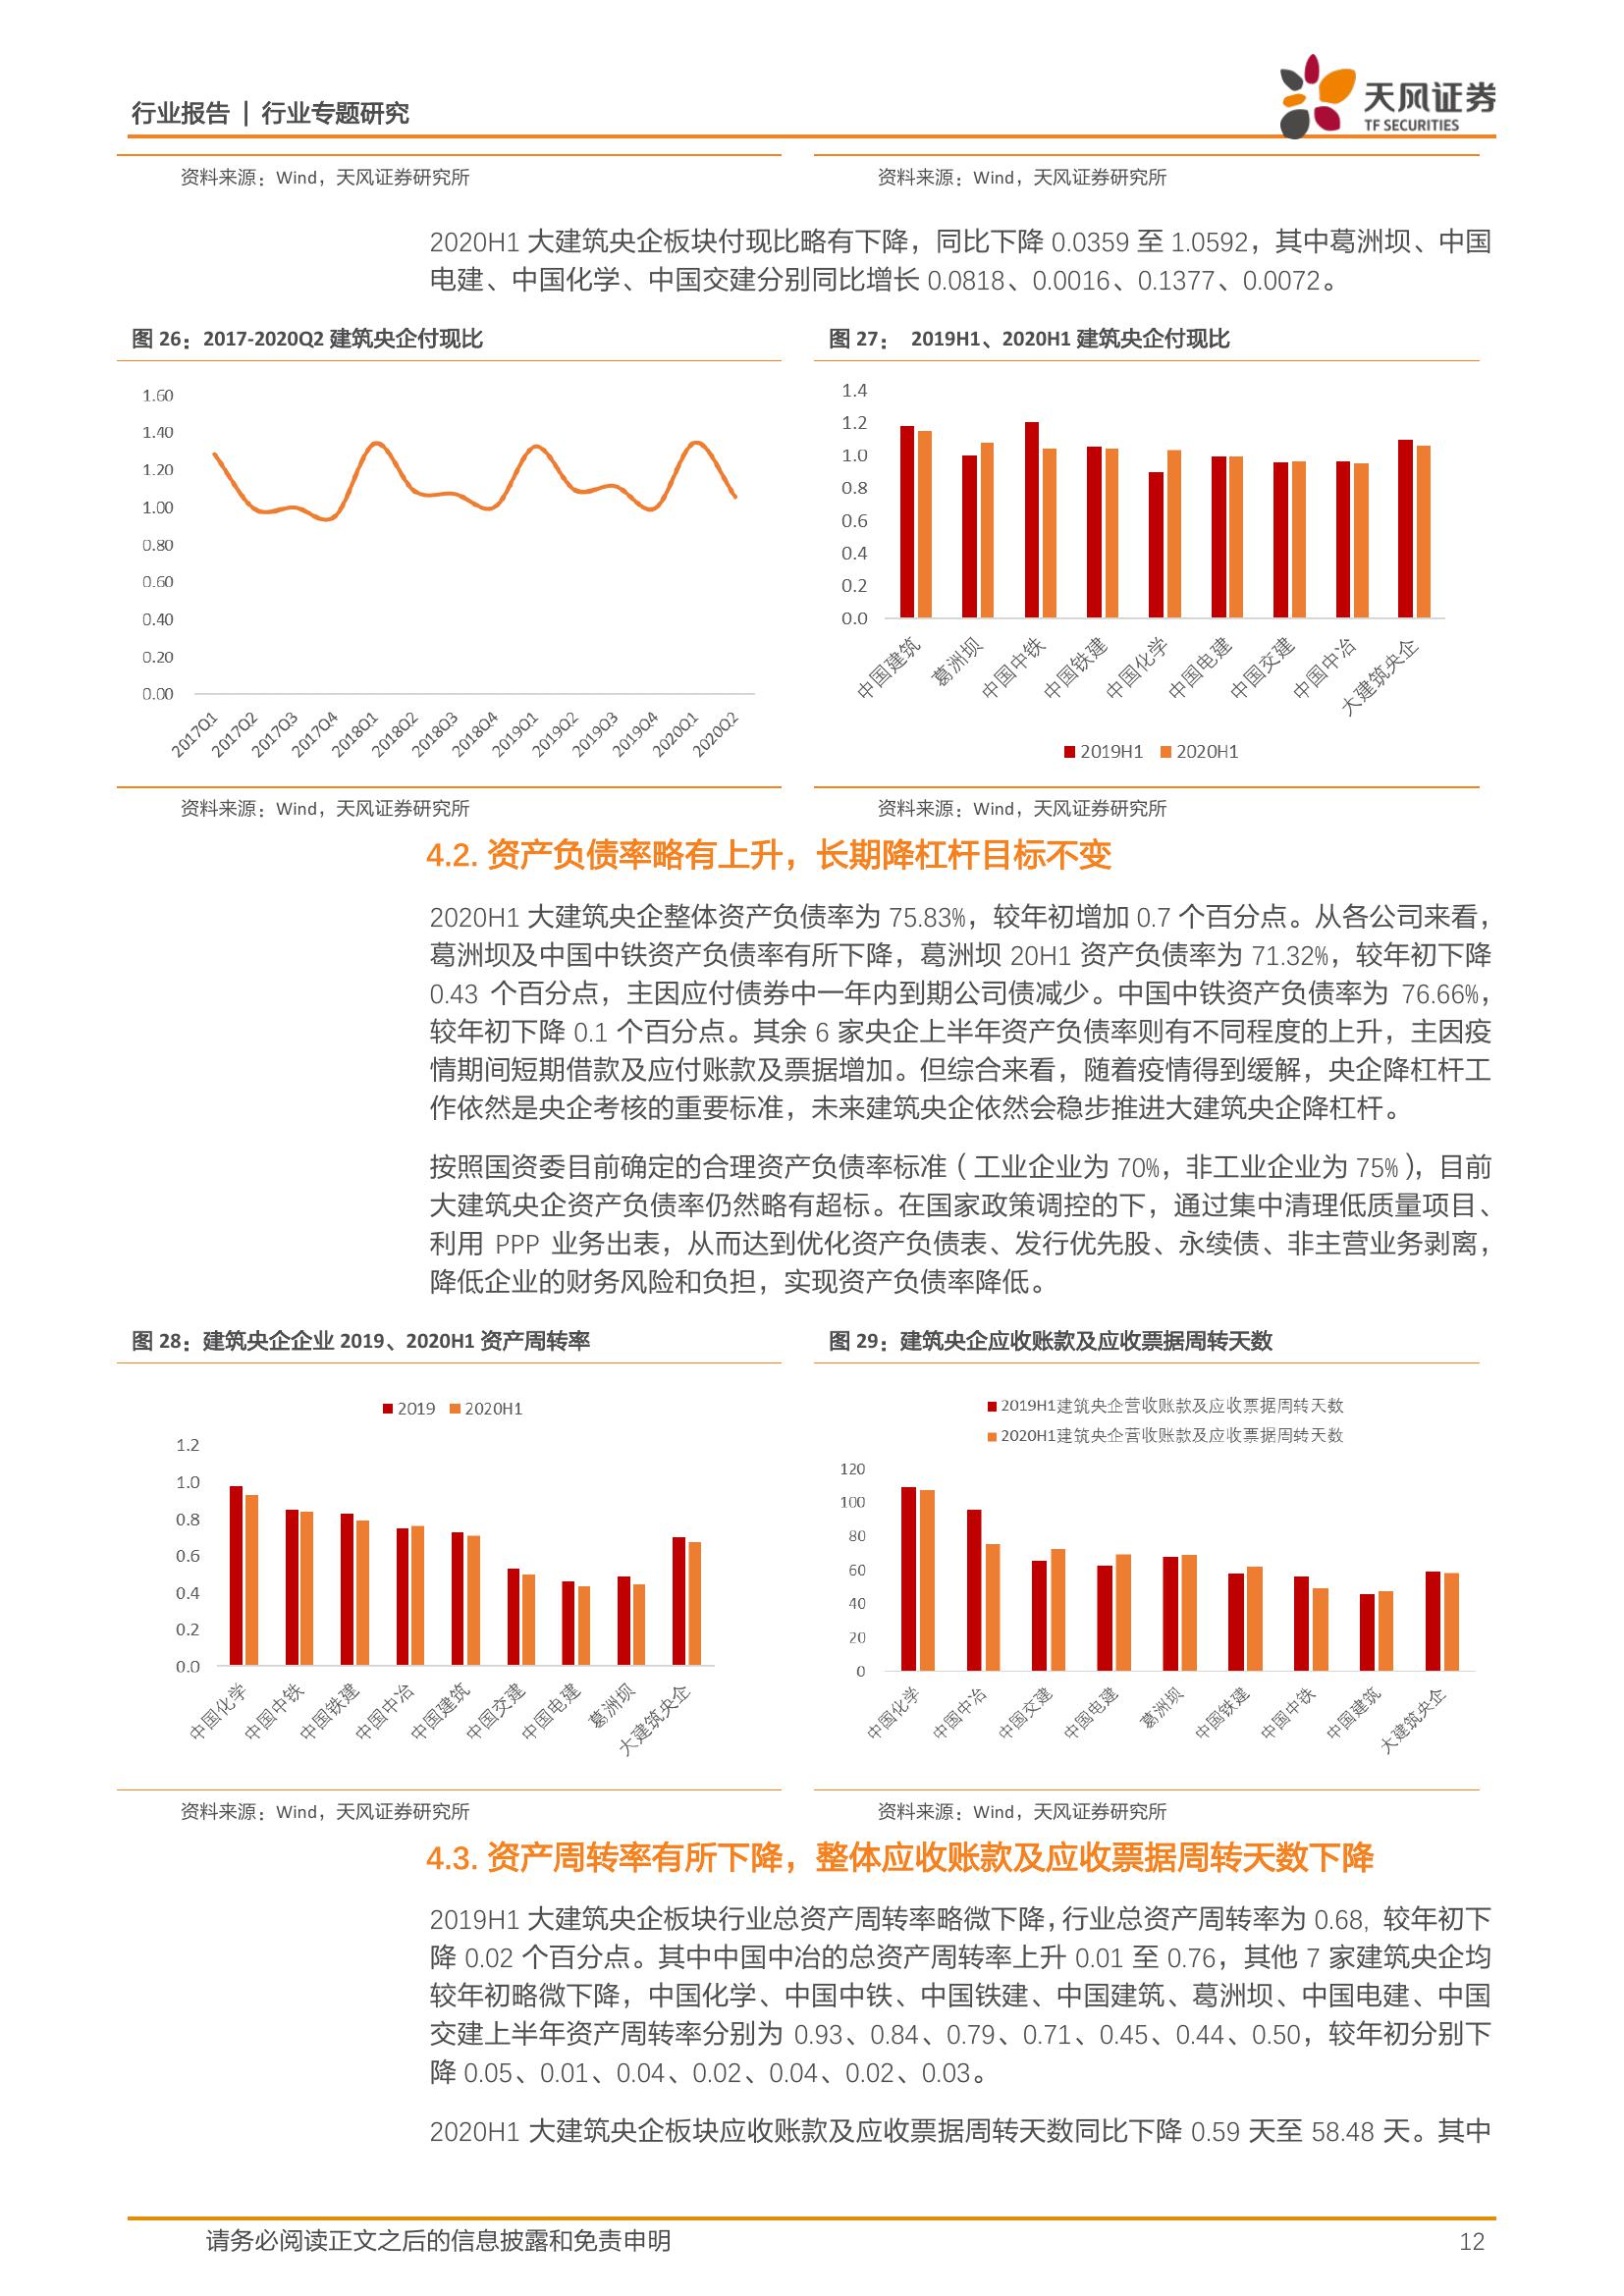 行业报告 | 行业专题研究
天风证券
TF SECURITIES
资料来源：Wind，天风证券研究所
资料来源：Wind，天风证券研究所
2020H1 大建筑央企板块付现比略有下降，同比下降 0.0359 至 1.0592，其中葛洲坝、中国
电建、中国化学、中国交建分别同比增长 0.0818、0.0016、0.1377、0.0072。
图 26：2017-2020Q2 建筑央企付现比
1.60
1.40
1.20
1.00
0.80
0.60
0.40
0.20
0.00
2017Q1
2017Q2
2017Q3
2017Q4
2018Q1
2018Q2
2018Q3
2018Q4
2019Q1
2019Q2
2019Q3
2019Q4
2020Q1
2020Q2
资料来源：Wind，天风证券研究所
图 27： 2019H1、2020H1 建筑央企付现比
1.4
1.2
1.0
0.8
0.6
0.4
0.2
0.0
中国建筑
葛洲坝
中国中铁
中国铁建
中国化学
中国电建
中国交建
中国中冶
大建筑央企
2019H1 2020H1
资料来源：Wind，天风证券研究所
4.2. 资产负债率略有上升，长期降杠杆目标不变
2020H1 大建筑央企整体资产负债率为 75.83%，较年初增加 0.7 个百分点。从各公司来看，
葛洲坝及中国中铁资产负债率有所下降，葛洲坝 20H1 资产负债率为 71.32%，较年初下降
0.43 个百分点，主因应付债券中一年内到期公司债减少。中国中铁资产负债率为 76.66%，
较年初下降 0.1 个百分点。其余 6 家央企上半年资产负债率则有不同程度的上升，主因疫
情期间短期借款及应付账款及票据增加。但综合来看，随着疫情得到缓解，央企降杠杆工
作依然是央企考核的重要标准，未来建筑央企依然会稳步推进大建筑央企降杠杆。
按照国资委目前确定的合理资产负债率标准（工业企业为 70%，非工业企业为 75%），目前
大建筑央企资产负债率仍然略有超标。在国家政策调控的下，通过集中清理低质量项目、
利用 PPP 业务出表，从而达到优化资产负债表、发行优先股、永续债、非主营业务剥离，
降低企业的财务风险和负担，实现资产负债率降低。
图 28：建筑央企企业 2019、2020H1 资产周转率
2019 2020H1
1.2
1.0
0.8
0.6
0.4
0.2
0.0
中国化学
中国中铁
中国铁建
中国中冶
中国建筑
中国交建
中国电建
葛洲坝
大建筑央企
资料来源：Wind，天风证券研究所
图 29：建筑央企应收账款及应收票据周转天数
2019H1建筑央企营收账款及应收票据周转天数
2020H1建筑央企营收账款及应收票据周转天数
120
100
80
60
40
20
0
中国化学
中国中冶
中国交建
中国电建
葛洲坝
中国铁建
中国中铁
中国建筑
大建筑央企
资料来源：Wind，天风证券研究所
4.3. 资产周转率有所下降，整体应收账款及应收票据周转天数下降
2019H1 大建筑央企板块行业总资产周转率略微下降，行业总资产周转率为 0.68, 较年初下
降 0.02 个百分点。其中中国中冶的总资产周转率上升 0.01 至 0.76，其他 7 家建筑央企均
较年初略微下降，中国化学、中国中铁、中国铁建、中国建筑、葛洲坝、中国电建、中国
交建上半年资产周转率分别为 0.93、0.84、0.79、0.71、0.45、0.44、0.50，较年初分别下
降 0.05、0.01、0.04、0.02、0.04、0.02、0.03。
2020H1 大建筑央企板块应收账款及应收票据周转天数同比下降 0.59 天至 58.48 天。其中
请务必阅读正文之后的信息披露和免责申明
12